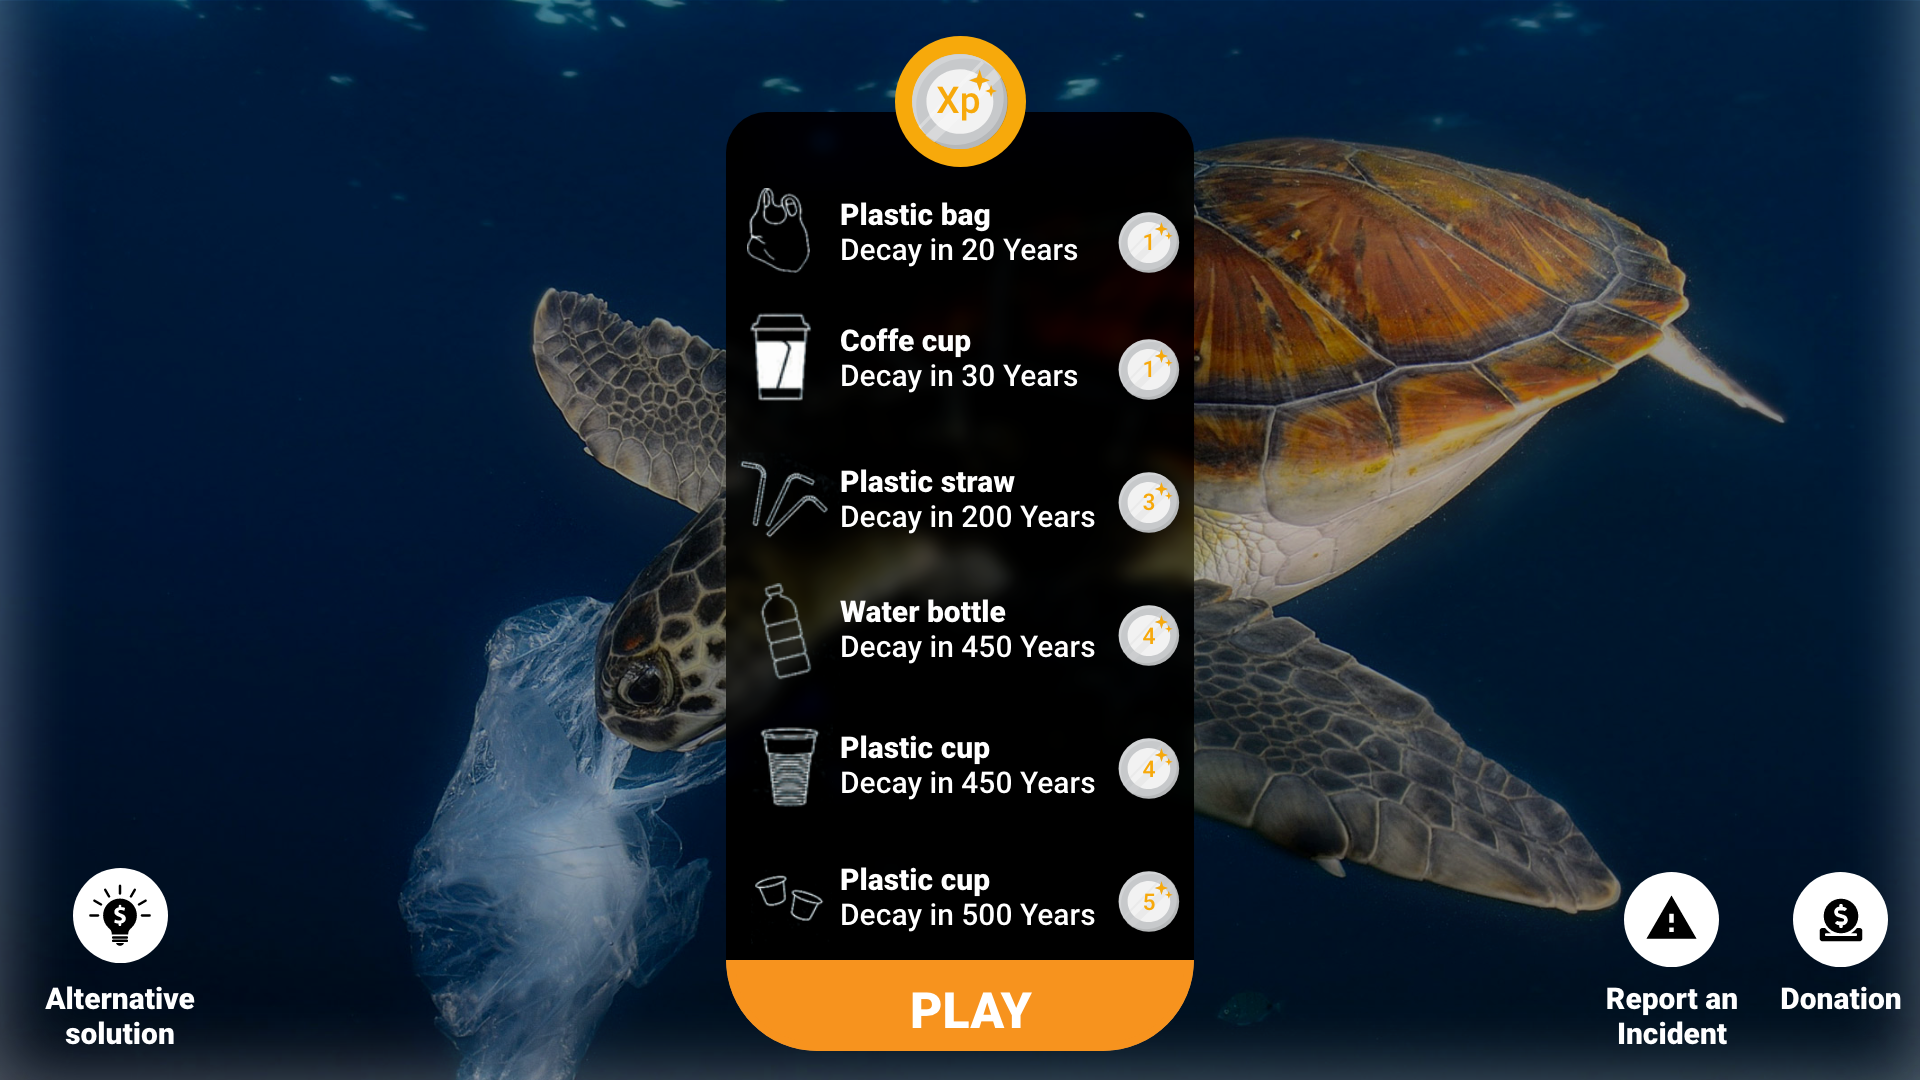 Xp
Plastic bag
Decay in 20 Years
1
Coffe cup
Decay in 30 Years
1
Plastic straw
Decay in 200 Years
3
Water bottle
Decay in 450 Years
4
Plastic cup
Decay in 450 Years
4
Plastic cup
Decay in 500 Years
5
PLAY
$
Alternative
solution
!
Report an
Incident
$
Donation